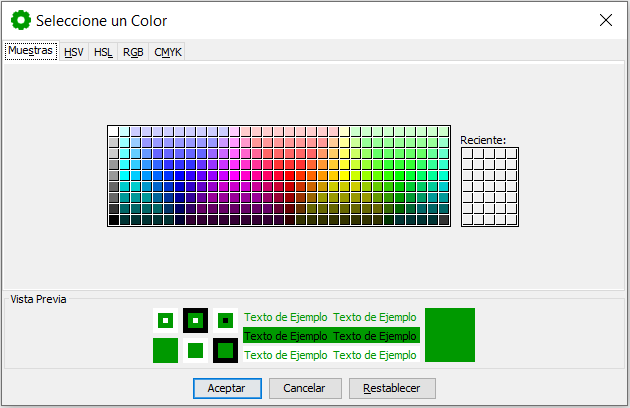 Seleccione un Color
Muestras HSV HSL RGB CMYK
Reciente:
Vista Previa
Texto de Ejemplo Texto de Ejemplo
Texto de Ejemplo Texto de Ejemplo
Texto de Ejemplo Texto de Ejemplo
Aceptar Cancelar Restablecer